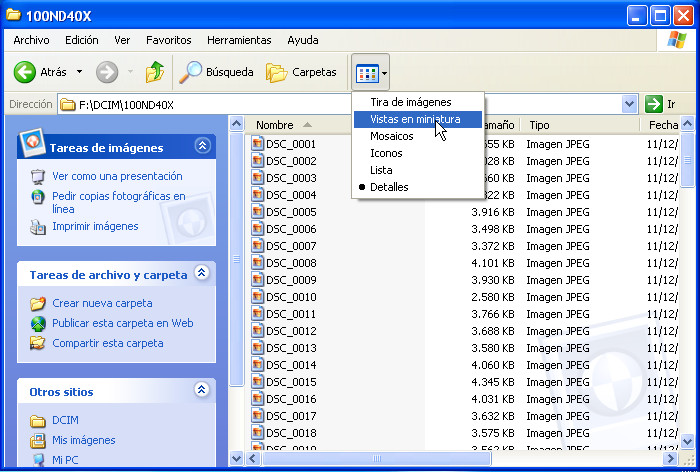 100ND40X
Archivo Edición Ver Favoritos Herramientas Ayuda
Atrás Búsqueda Carpetas
Dirección F:\DCIM\100ND40X Ir
Tira de imágenes
Vistas en miniatura
Mosaicos
Iconos
Lista
Detalles
Tareas de imágenes
Ver como una presentación
Pedir copias fotográficas en
línea
Imprimir imágenes
Tareas de archivo y carpeta
Crear nueva carpeta
Publicar esta carpeta en Web
Compartir esta carpeta
Otros sitios
DCIM
Mis imágenes
Mi PC
Nombre amaño Tipo Fecha
DSC_0001 655 KB Imagen JPEG 11/12/
DSC_0002 028 KB Imagen JPEG 11/12/
DSC_0003 560 KB Imagen JPEG 11/12/
DSC_0004 822 KB Imagen JPEG 11/12/
DSC_0005 3.916 KB Imagen JPEG 11/12/
DSC_0006 3.498 KB Imagen JPEG 11/12/
DSC_0007 3.372 KB Imagen JPEG 11/12/
DSC_0008 4.101 KB Imagen JPEG 11/12/
DSC_0009 3.930 KB Imagen JPEG 11/12/
DSC_0010 2.580 KB Imagen JPEG 11/12/
DSC_0011 3.766 KB Imagen JPEG 11/12/
DSC_0012 3.688 KB Imagen JPEG 11/12/
DSC_0013 3.580 KB Imagen JPEG 11/12/
DSC_0014 4.060 KB Imagen JPEG 11/12/
DSC_0015 4.345 KB Imagen JPEG 11/12/
DSC_0016 4.031 KB Imagen JPEG 11/12/
DSC_0017 3.632 KB Imagen JPEG 11/12/
DSC_0018 3.575 KB Imagen JPEG 11/12/
DSC_0019 3.562 KB Imagen JPEG 11/12/